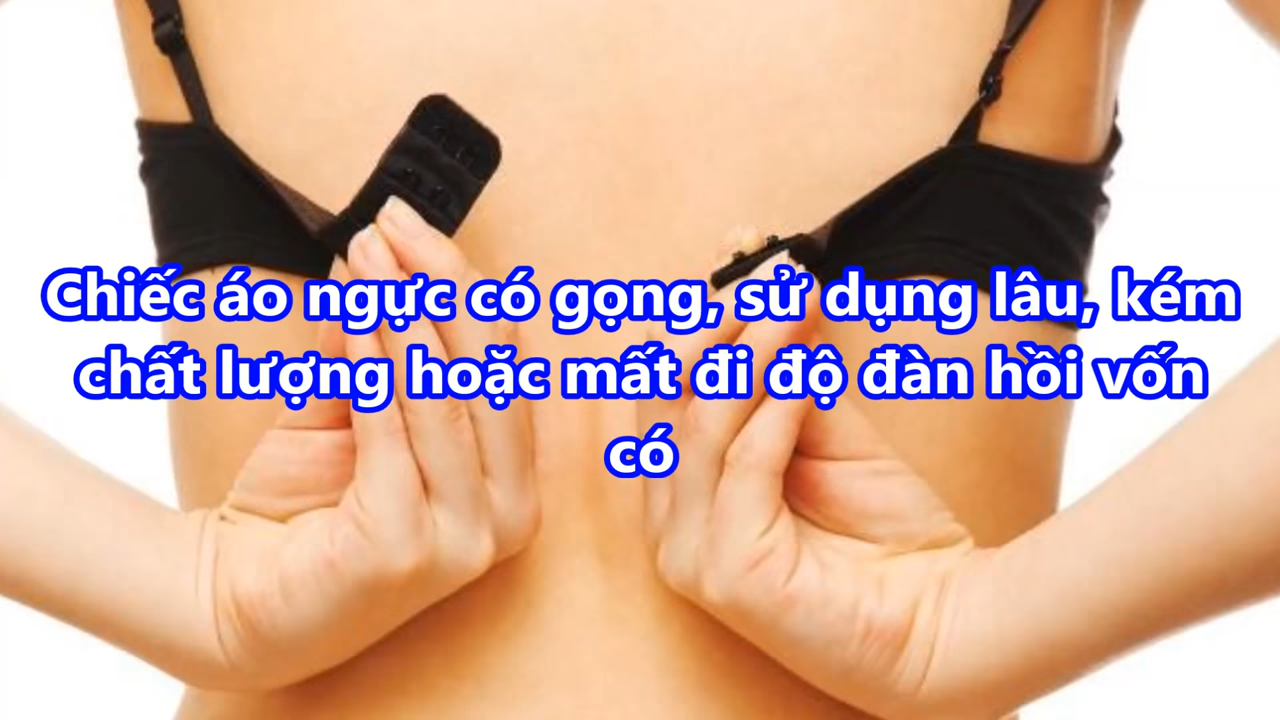 Chiếc áo ngực có gọng, sử dụng lâu, kém
chất lượng hoặc mất đi độ đàn hồi vốn
có